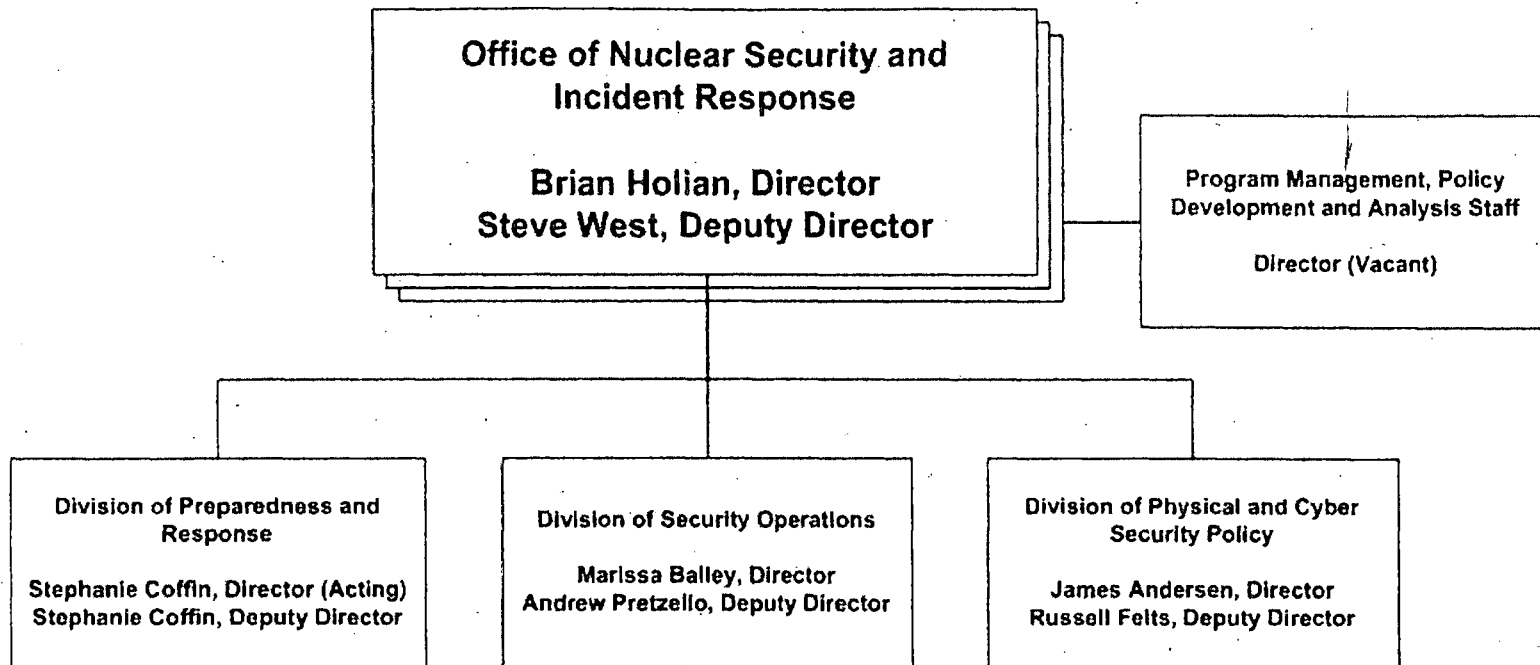 Office of Nuclear Security and
Incident Response
Brian Holian, Director
Steve West, Deputy Director
Program Management, Policy
Development and Analysis Staff
Director (Vacant)
Division of Preparedness and
Response
Stephanie Coffin, Director (Acting)
Stephanie Coffin, Deputy Director
Division of Security Operations
Marissa Bailey, Director
Andrew Pretzello, Deputy Director
Division of Physical and Cyber
Security Policy
James Andersen, Director
Russell Felts, Deputy Director